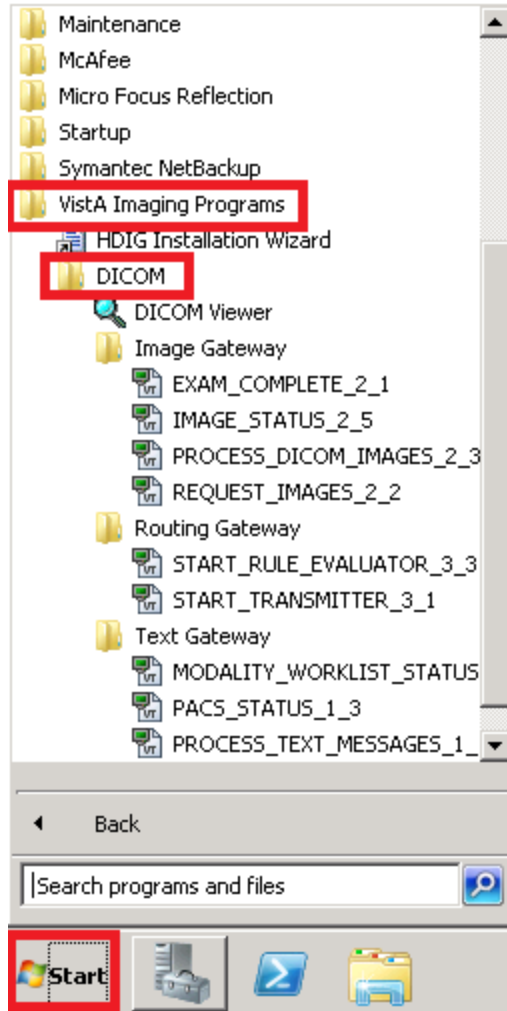 Maintenance
McAfee
Micro Focus Reflection
Startup
Symantec NetBackup
VistA Imaging Programs
HDIG Installation Wizard
DICOM
DICOM Viewer
Image Gateway
EXAM_COMPLETE_2_1
IMAGE_STATUS_2_5
PROCESS_DICOM_IMAGES_2_3
REQUEST_IMAGES_2_2
Routing Gateway
START_RULE_EVALUATOR_3_3
START_TRANSMITTER_3_1
Text Gateway
MODALITY_WORKLIST_STATUS
PACS_STATUS_1_3
PROCESS_TEXT_MESSAGES_1_
Back
Search programs and files
Start